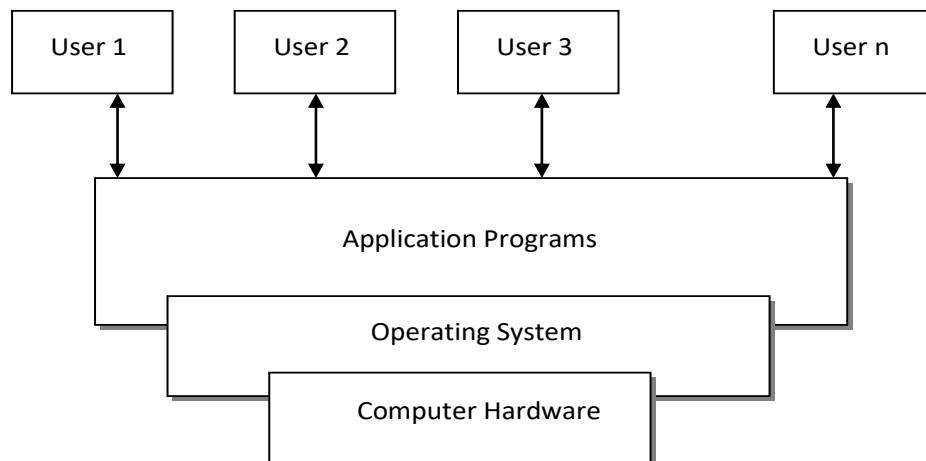 User 1
User 2
User 3
User n
Application Programs
Operating System
Computer Hardware